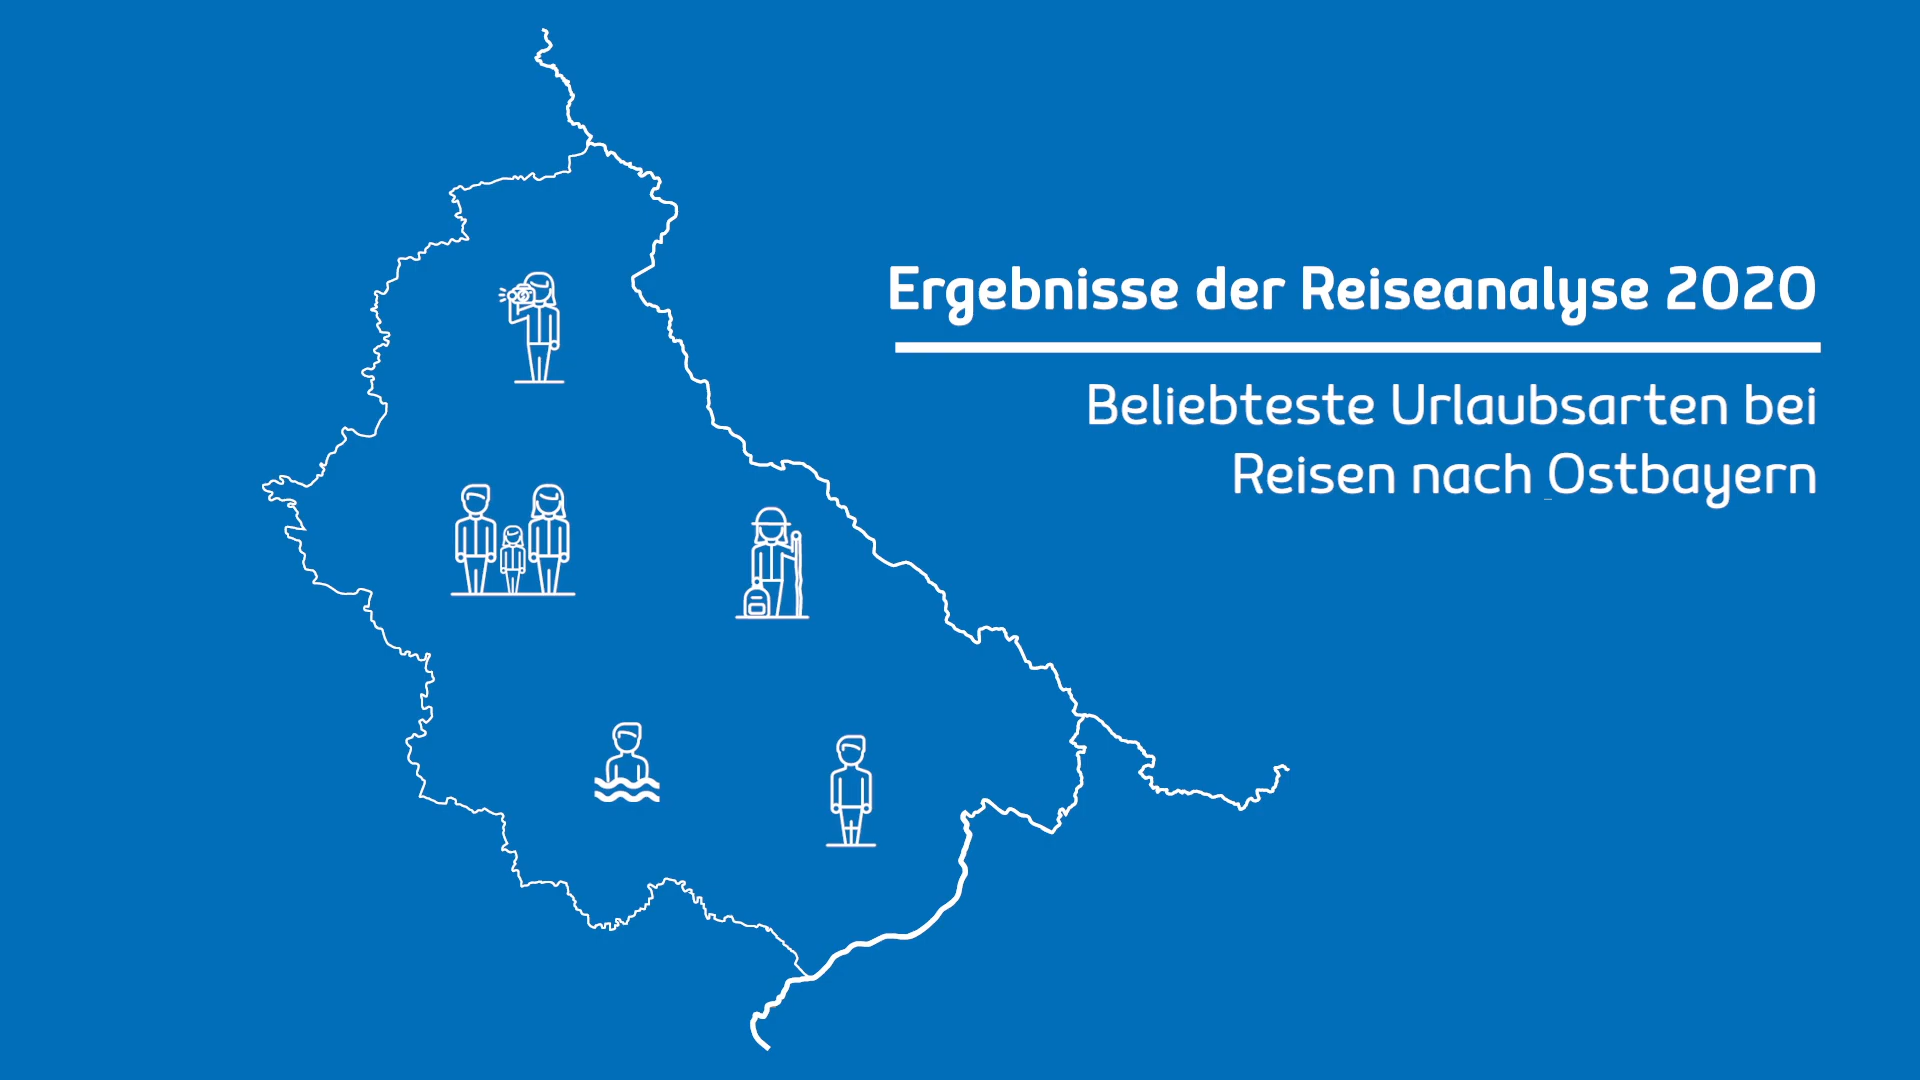 Ergebnisse der Reiseanalyse 2020
Beliebteste Urlaubsarten bei
Reisen nach Ostbayern